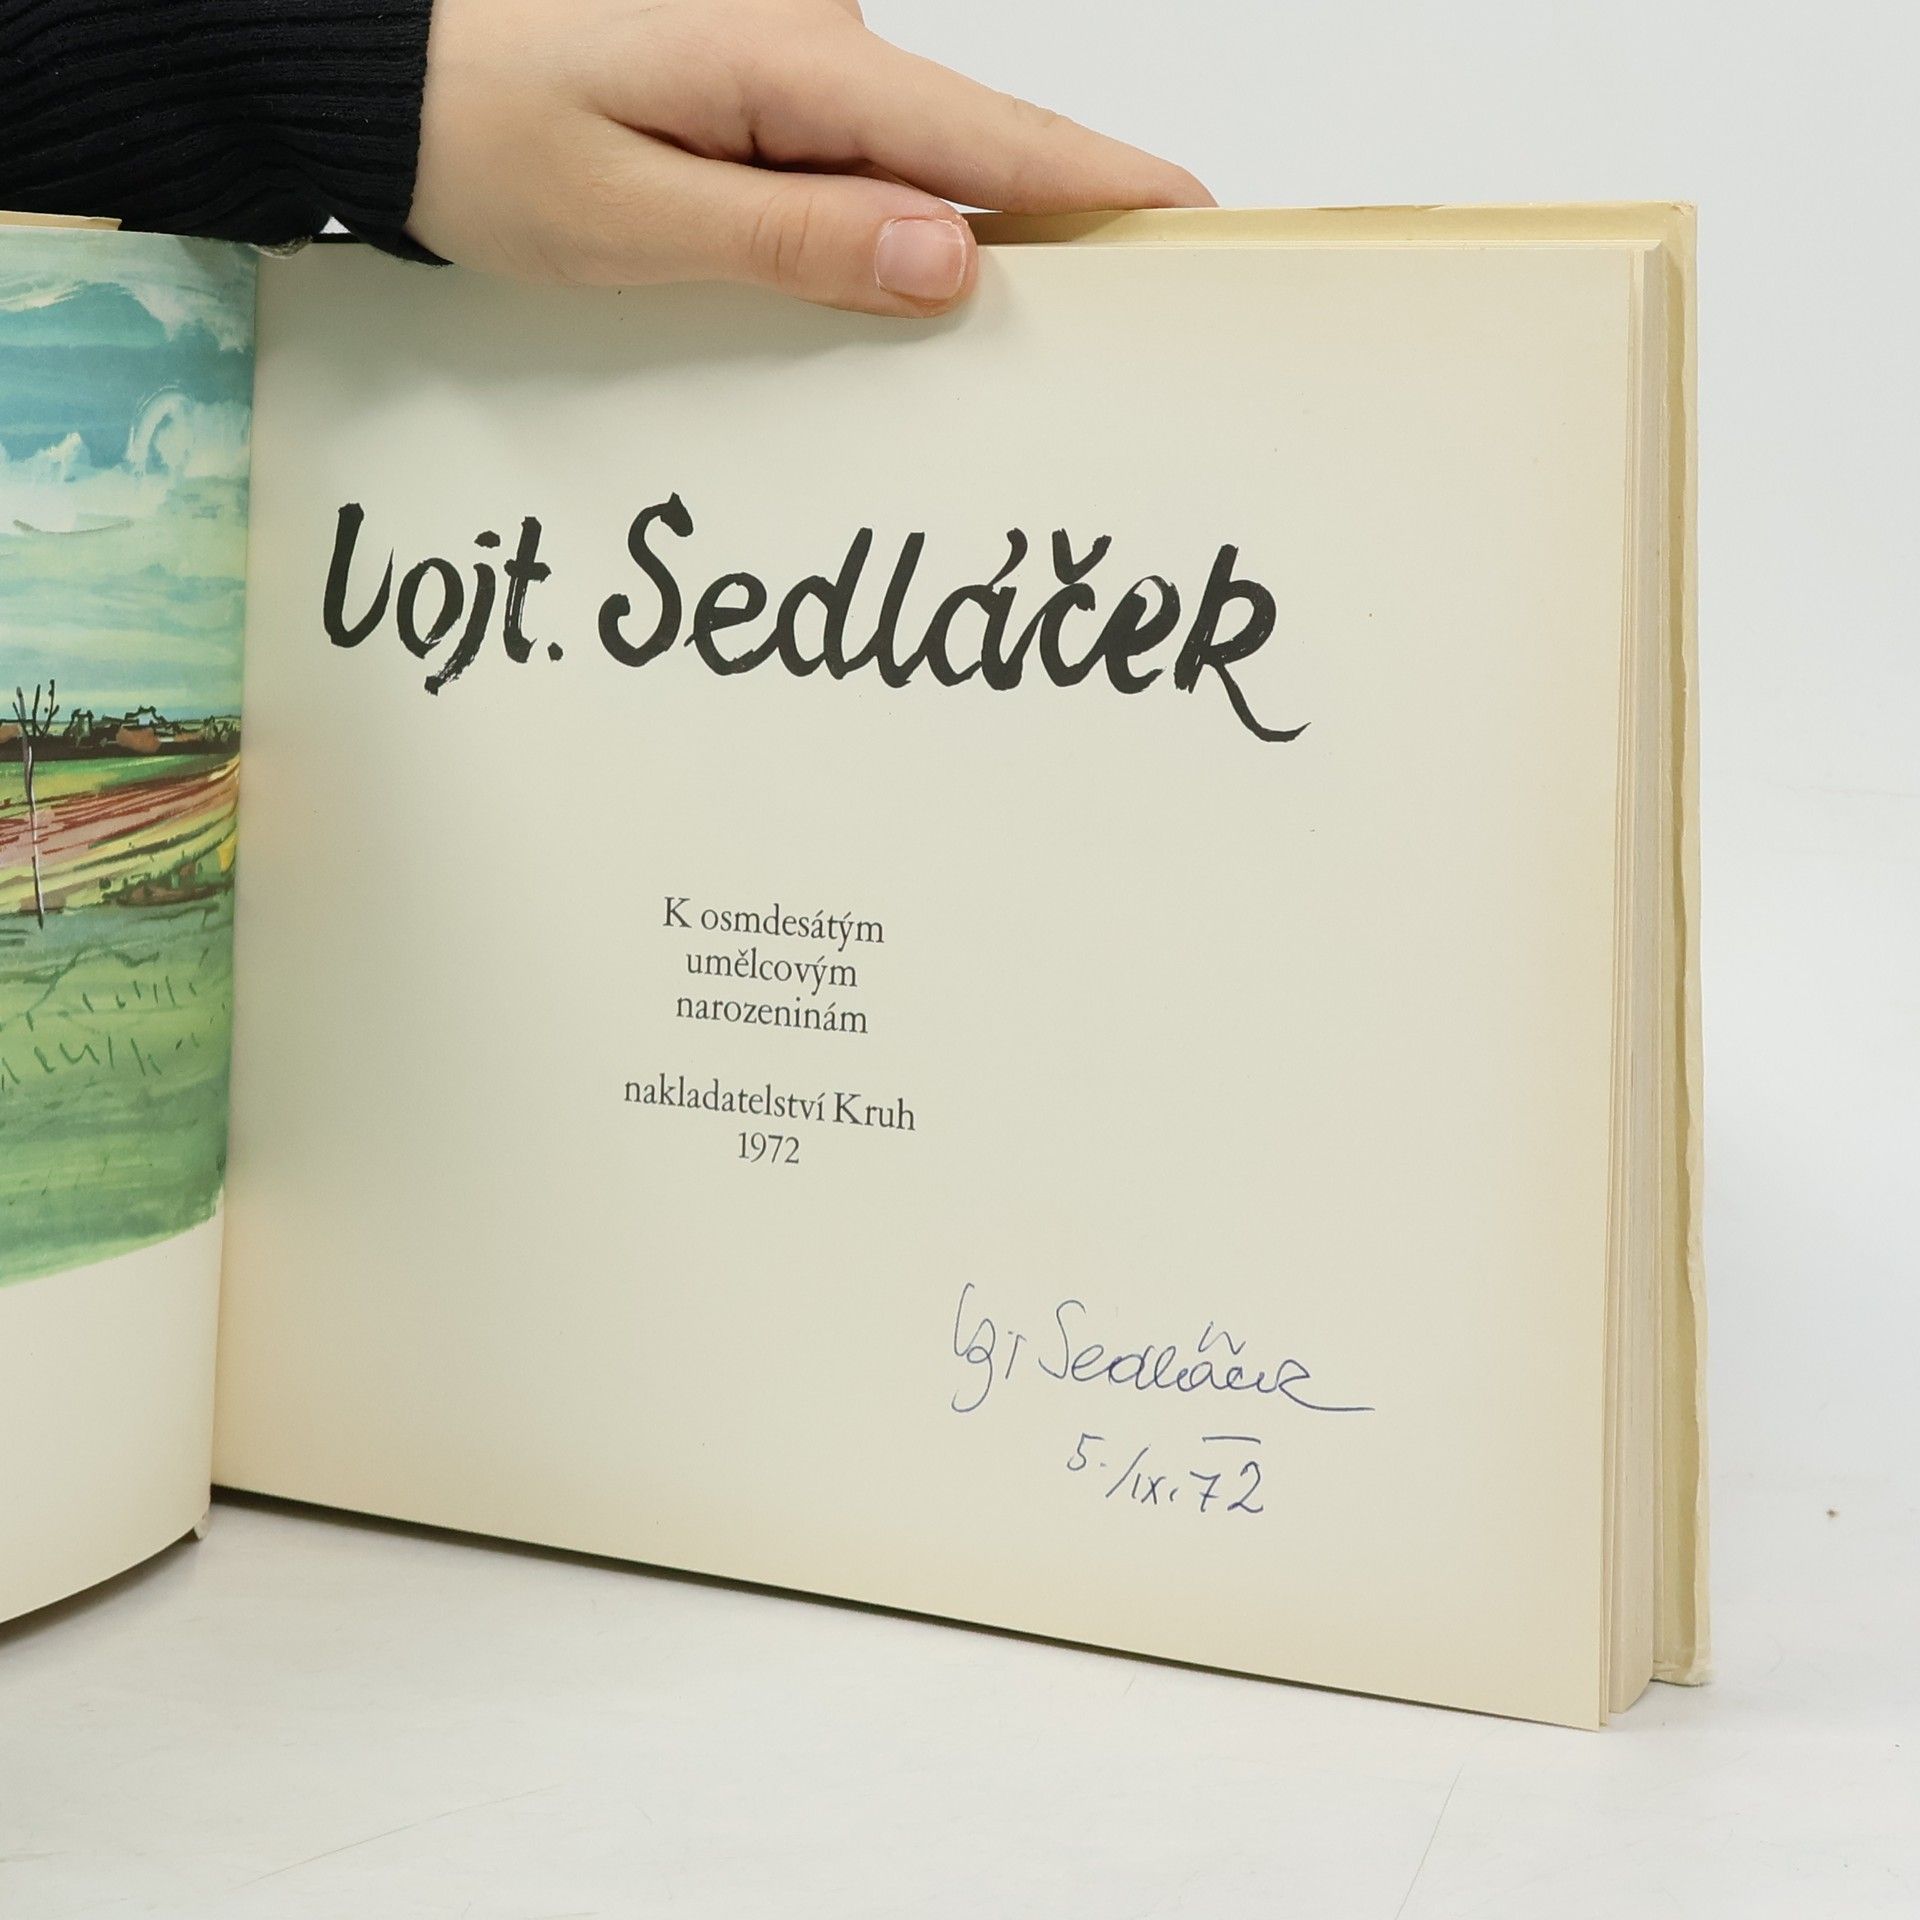 Vojt. Sedláček
K osmdesátým
umělcovým
narozeninám
nakladatelství Kruh
1972
Vojt Sedláček
5./IX.72